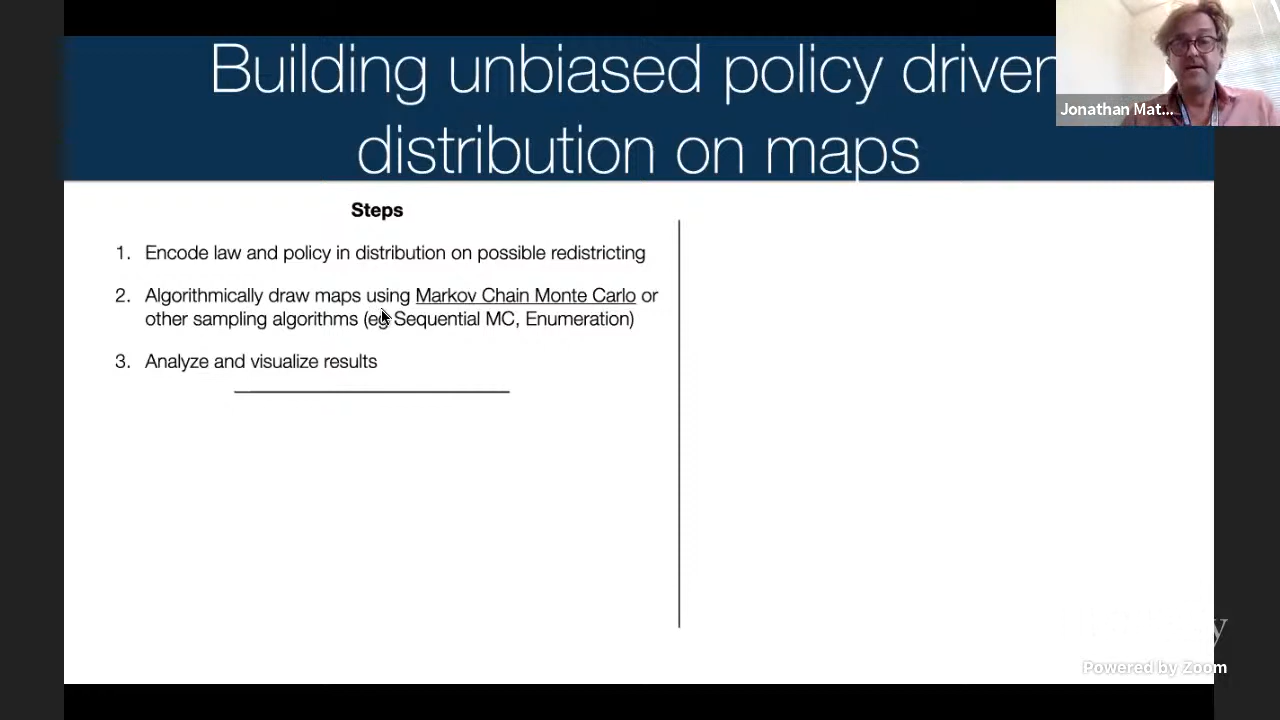 Building unbiased policy driven
distribution on maps
Jonathan Mat...
Steps
1. Encode law and policy in distribution on possible redistricting
2. Algorithmically draw maps using Markov Chain Monte Carlo or
other sampling algorithms (eg Sequential MC, Enumeration)
3. Analyze and visualize results
Powered by Zoom